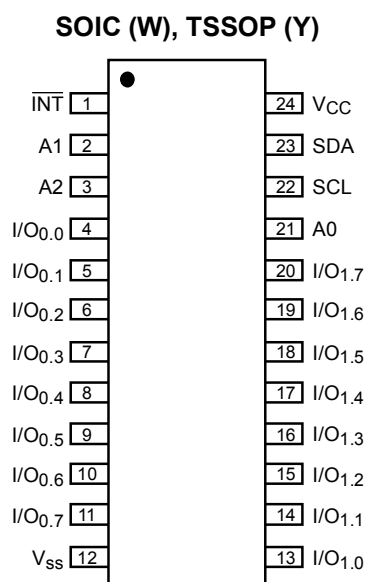 SOIC (W), TSSOP (Y)
INT 1 24 VCC
A1 2 23 SDA
A2 3 22 SCL
I/O0.0 4 21 A0
I/O0.1 5 20 I/O1.7
I/O0.2 6 19 I/O1.6
I/O0.3 7 18 I/O1.5
I/O0.4 8 17 I/O1.4
I/O0.5 9 16 I/O1.3
I/O0.6 10 15 I/O1.2
I/O0.7 11 14 I/O1.1
Vss 12 13 I/O1.0